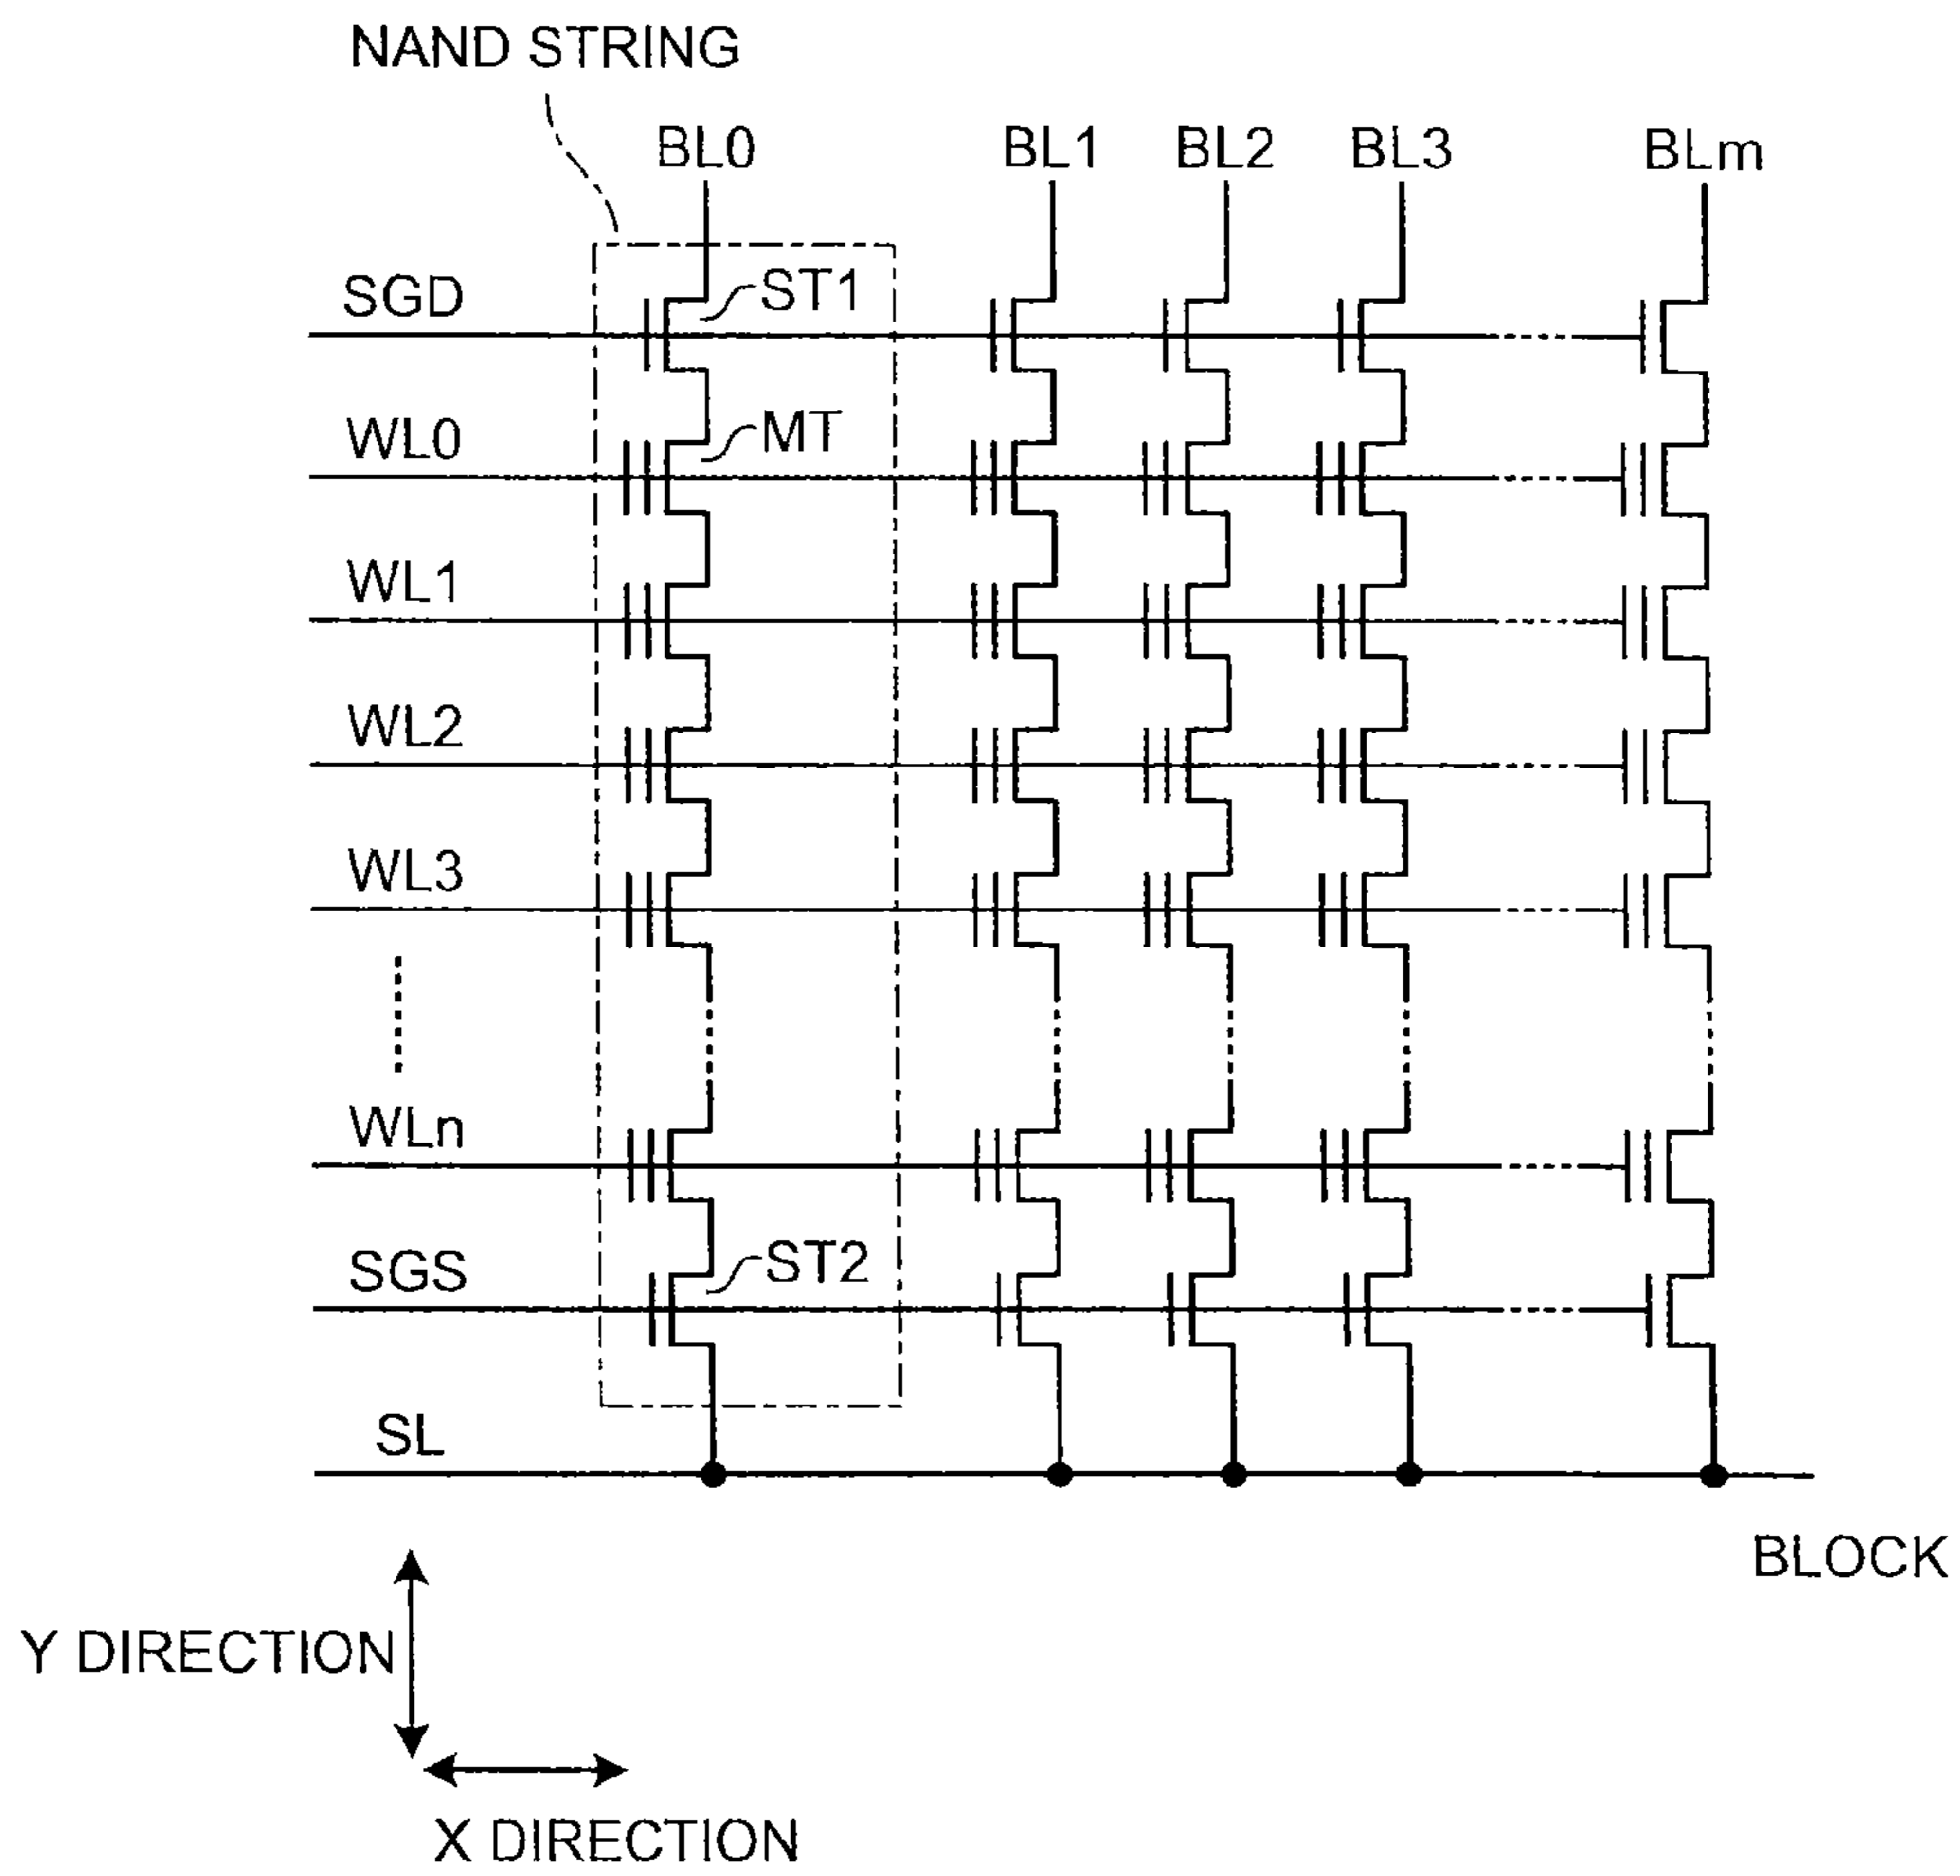 NAND STRING
BL0 BL1 BL2 BL3 BLm
SGD ST1
WL0 MT
WL1
WL2
WL3
WLn
SGS ST2
SL
BLOCK
Y DIRECTION
X DIRECTION